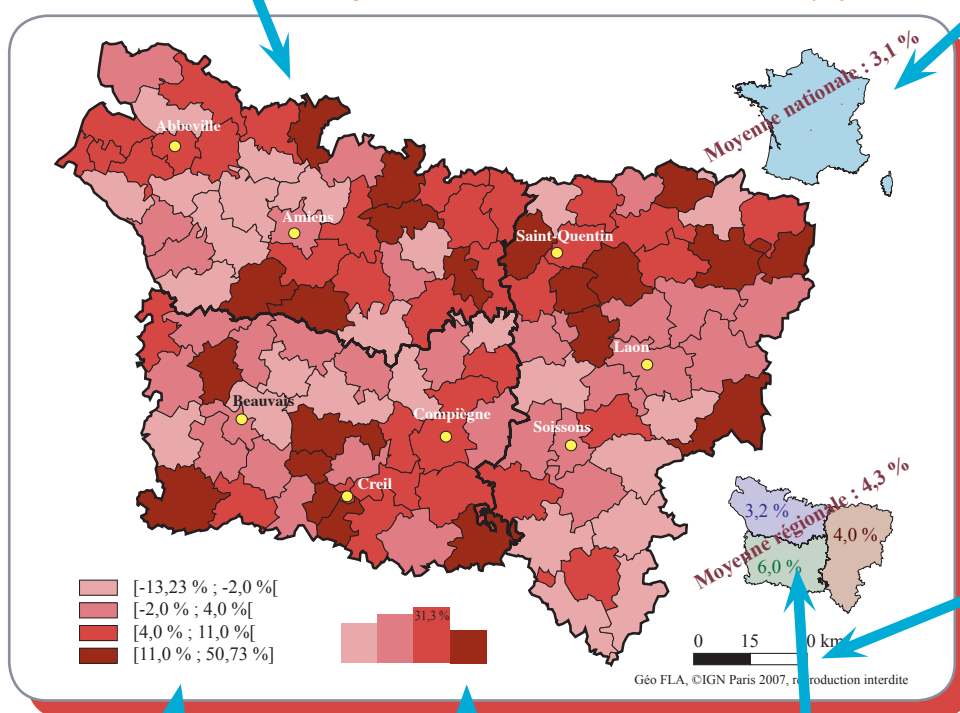 Moyenne nationale : 3,1 %
Abbeville
Amiens
Saint-Quentin
Laon
Beauvais
Compiègne
Soissons
Creil
Moyenne régionale : 4,3 %
3,2 %
4,0 %
6,0 %
[-13,23 % ; -2,0 %[
[-2,0 % ; 4,0 %[
[4,0 % ; 11,0 %[
[11,0 % ; 50,73 %]
31,3 %
0 15 30 km
Géo FLA, ©IGN Paris 2007, reproduction interdite